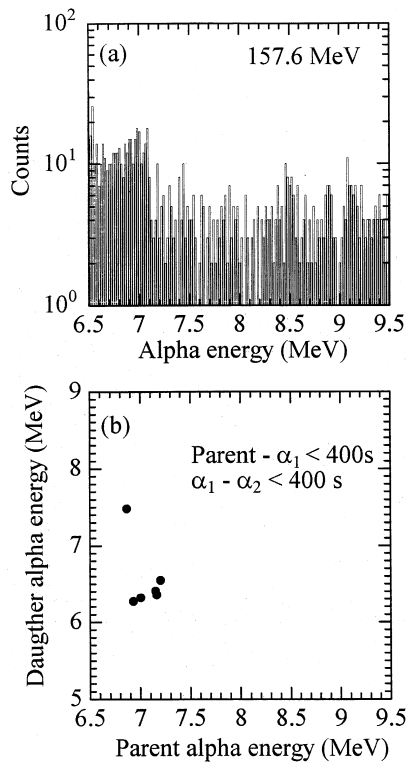 10²
(a)
157.6 MeV
Counts
10¹
10⁰
6.5 7 7.5 8 8.5 9 9.5
Alpha energy (MeV)
9
(b)
Parent - α₁ < 400s
α₁ - α₂ < 400 s
8
Daugther alpha energy (MeV)
7
6
5
6.5 7 7.5 8 8.5 9 9.5
Parent alpha energy (MeV)